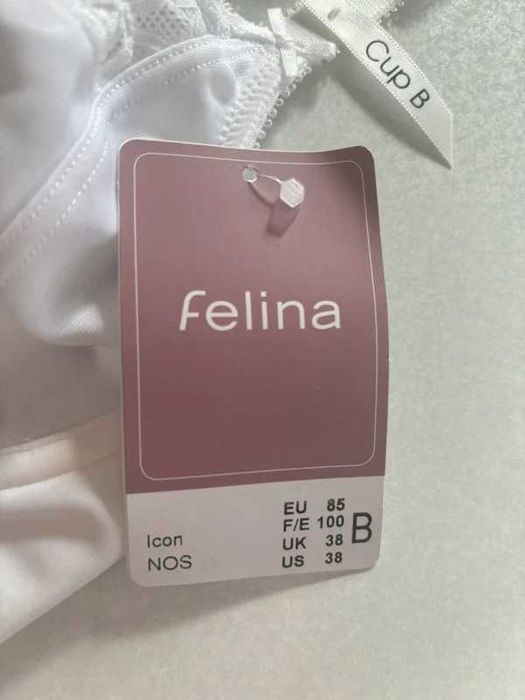 Cup B
Felina
Icon
NOS
EU 85
F/E 100
UK 38
US 38
B